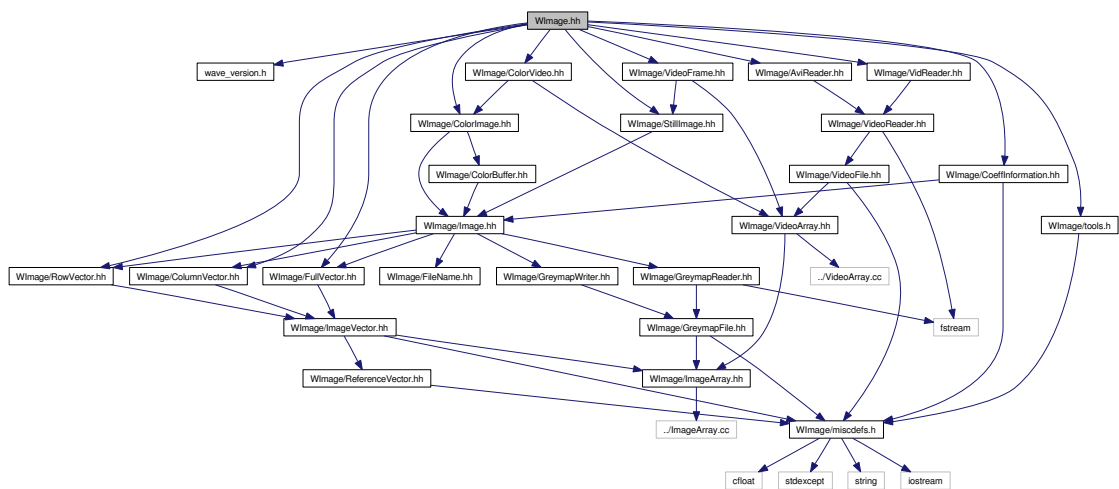 WImage.hh
wave_version.h
WImage/ColorVideo.hh
WImage/VideoFrame.hh
WImage/AviReader.hh
WImage/VidReader.hh
WImage/ColorImage.hh
WImage/StillImage.hh
WImage/VideoReader.hh
WImage/ColorBuffer.hh
WImage/VideoFile.hh
WImage/CoeffInformation.hh
WImage/Image.hh
WImage/VideoArray.hh
WImage/tools.h
WImage/RowVector.hh
WImage/ColumnVector.hh
WImage/FullVector.hh
WImage/FileName.hh
WImage/GreymapWriter.hh
WImage/GreymapReader.hh
../VideoArray.cc
WImage/ImageVector.hh
WImage/GreymapFile.hh
fstream
WImage/ReferenceVector.hh
WImage/ImageArray.hh
../ImageArray.cc
WImage/miscdefs.h
cfloat
stdexcept
string
iostream